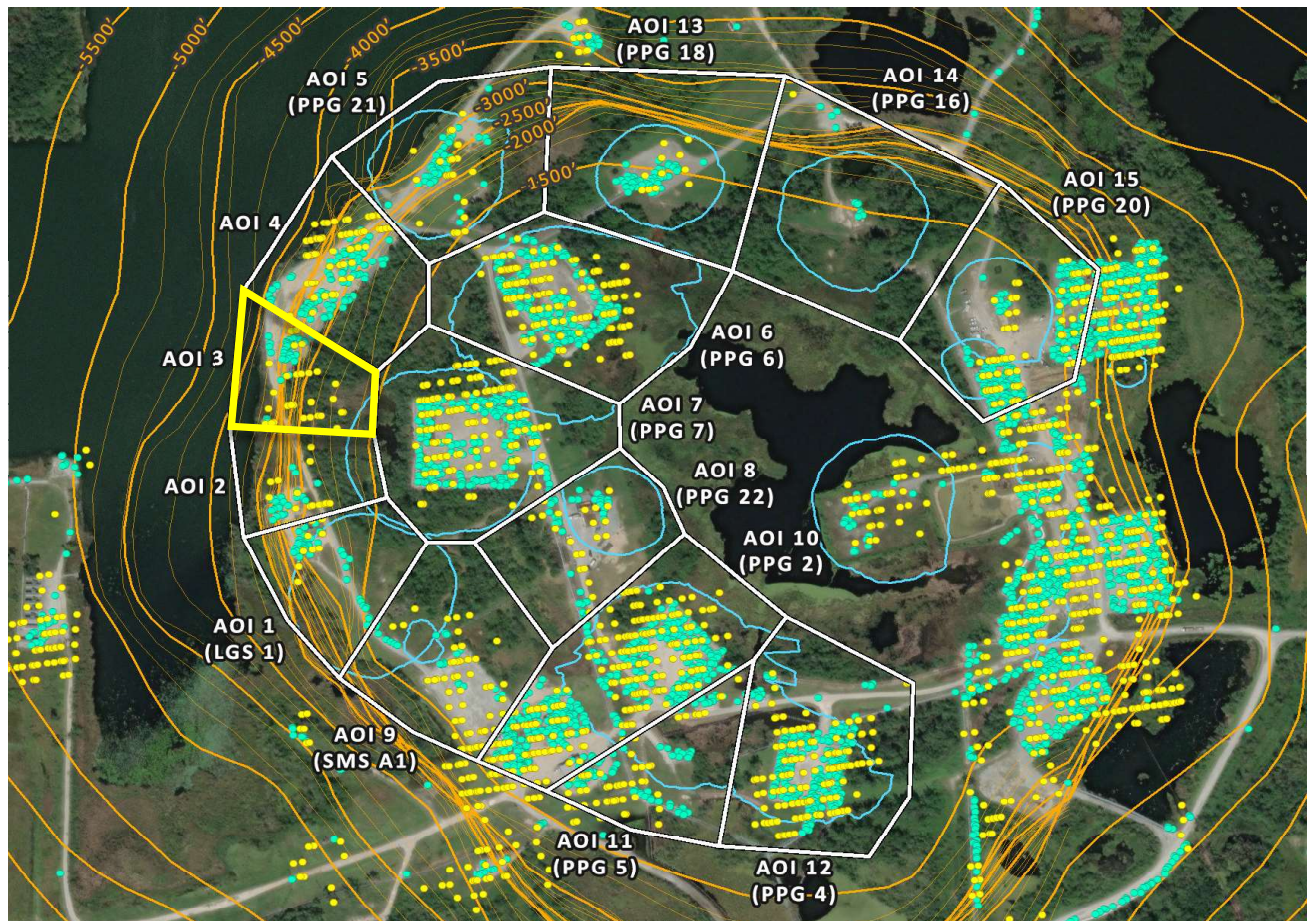 -5500'
-5000'
-4500'
-4000'
-3500'
-3000'
-2500'
-2000'
-1500'
AOI 13
(PPG 18)
AOI 5
(PPG 21)
AOI 14
(PPG 16)
AOI 15
(PPG 20)
AOI 4
AOI 3
AOI 6
(PPG 6)
AOI 7
(PPG 7)
AOI 2
AOI 8
(PPG 22)
AOI 10
(PPG 2)
AOI 1
(LGS 1)
AOI 9
(SMS A1)
AOI 11
(PPG 5)
AOI 12
(PPG 4)